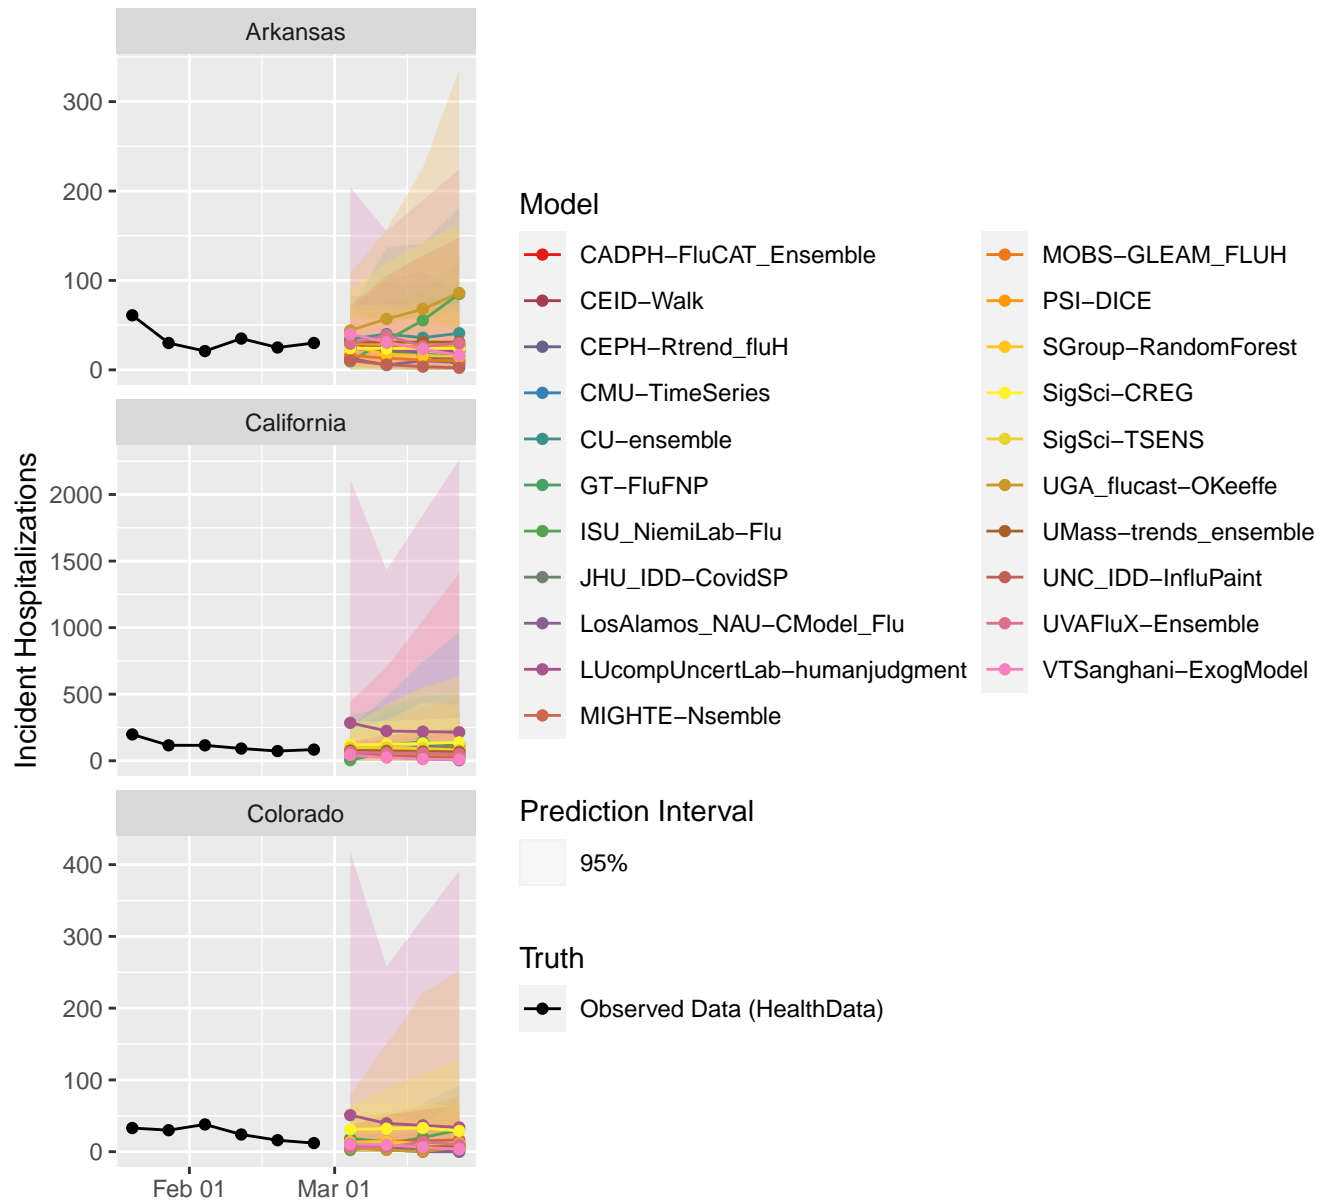 Arkansas
300
200
100
0
California
2000
1500
1000
500
0
Colorado
400
300
200
100
0
Feb 01
Mar 01
Incident Hospitalizations
Model
CADPH−FluCAT_Ensemble
CEID−Walk
CEPH−Rtrend_fluH
CMU−TimeSeries
CU−ensemble
GT−FluFNP
ISU_NiemiLab−Flu
JHU_IDD−CovidSP
LosAlamos_NAU−CModel_Flu
LUcompUncertLab−humanjudgment
MIGHTE−Nsemble
MOBS−GLEAM_FLUH
PSI−DICE
SGroup−RandomForest
SigSci−CREG
SigSci−TSENS
UGA_flucast−OKeeffe
UMass−trends_ensemble
UNC_IDD−InfluPaint
UVAFluX−Ensemble
VTSanghani−ExogModel
Prediction Interval
95%
Truth
Observed Data (HealthData)